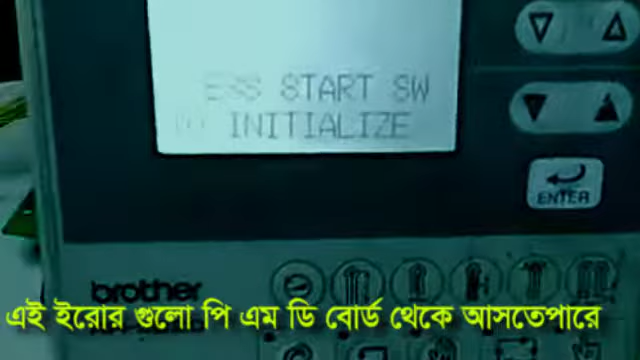 START SW
INITIALIZE
ENTER
brother
এই ইরোর গুলো পি এম ডি বোর্ড থেকে আসতেপারে